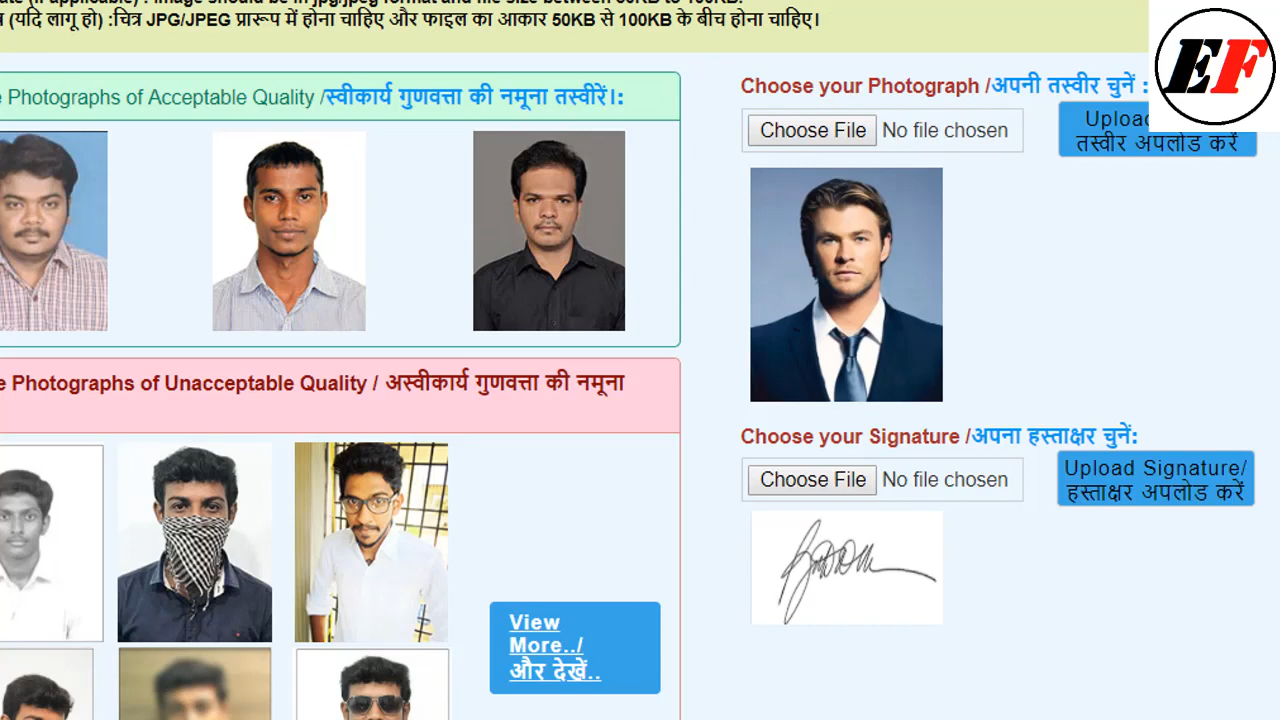 (यदि लागू हो) :चित्र JPG/JPEG प्रारूप में होना चाहिए और फाइल का आकार 50KB से 100KB के बीच होना चाहिए।
EF
Photographs of Acceptable Quality /स्वीकार्य गुणवत्ता की नमूना तस्वीरें।:
Choose your Photograph /अपनी तस्वीर चुनें :
Choose File No file chosen
Upload
तस्वीर अपलोड करें
Photographs of Unacceptable Quality / अस्वीकार्य गुणवत्ता की नमूना
Choose your Signature /अपना हस्ताक्षर चुनें:
Choose File No file chosen
Upload Signature/
हस्ताक्षर अपलोड करें
View
More../
और देखें..